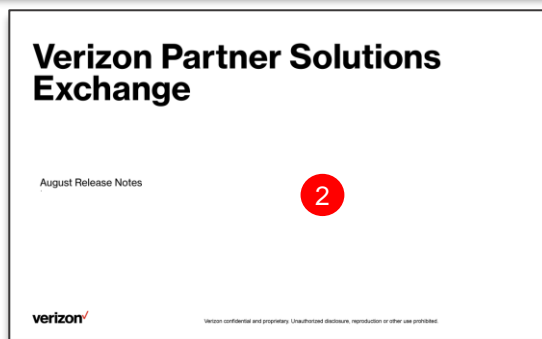 Verizon Partner Solutions
Exchange
August Release Notes
2
verizon✓
Verizon confidential and proprietary. Unauthorized disclosure, reproduction or other use prohibited.